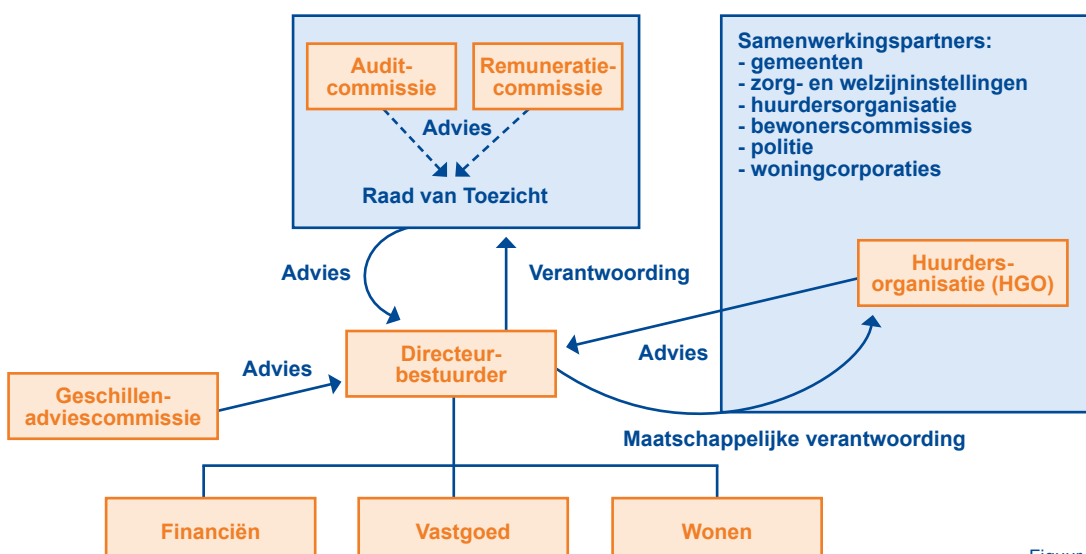 Audit-
commissie
Remuneratie-
commissie
Advies
Raad van Toezicht
Samenwerkingspartners:
- gemeenten
- zorg- en welzijninstellingen
- huurdersorganisatie
- bewonerscommissies
- politie
- woningcorporaties
Advies
Verantwoording
Huurders-
organisatie (HGO)
Directeur-
bestuurder
Advies
Advies
Geschillen-
adviescommissie
Maatschappelijke verantwoording
Financiën
Vastgoed
Wonen